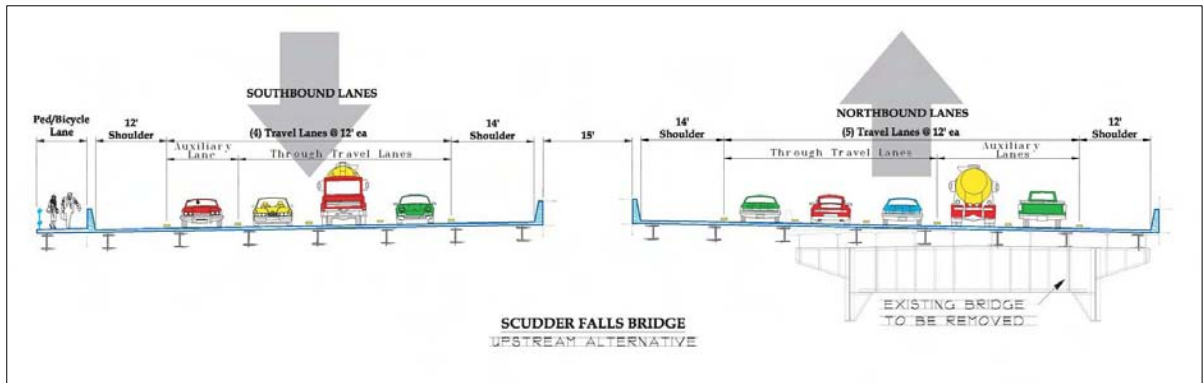 SOUTHBOUND LANES
NORTHBOUND LANES
Ped/Bicycle
Lane
12'
Shoulder
(4) Travel Lanes @ 12' ea
14'
Shoulder
15'
14'
Shoulder
(5) Travel Lanes @ 12' ea
12'
Shoulder
Auxiliary
Lane
Through Travel Lanes
Through Travel Lanes
Auxiliary
Lanes
EXISTING BRIDGE
TO BE REMOVED
SCUDDER FALLS BRIDGE
UPSTREAM ALTERNATIVE